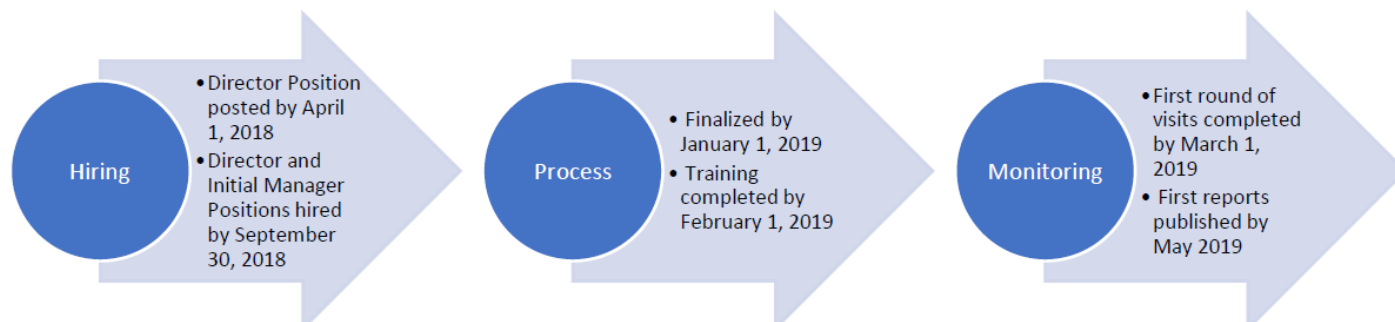 Hiring
•Director Position
posted by April
1, 2018
•Director and
Initial Manager
Positions hired
by September
30, 2018
Process
• Finalized by
January 1, 2019
• Training
completed by
February 1, 2019
Monitoring
•First round of
visits completed
by March 1,
2019
• First reports
published by
May 2019